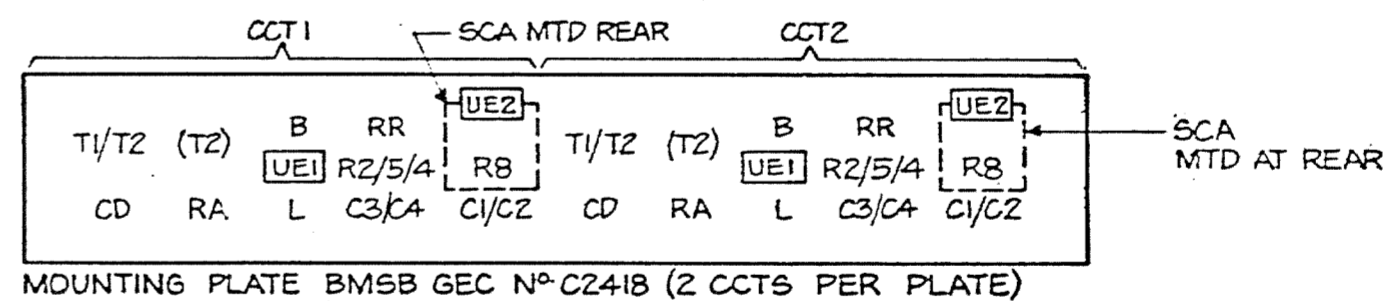 CCT1 SCA MTD REAR CCT2
UE2 UE2
B RR B RR
T1/T2 (T2) T1/T2 (T2) SCA
UE1 R2/5/4 R8 UE1 R2/5/4 R8 MTD AT REAR
CD RA L C3/C4 C1/C2 CD RA L C3/C4 C1/C2
MOUNTING PLATE BMSB GEC Nº C2418 (2 CCTS PER PLATE)